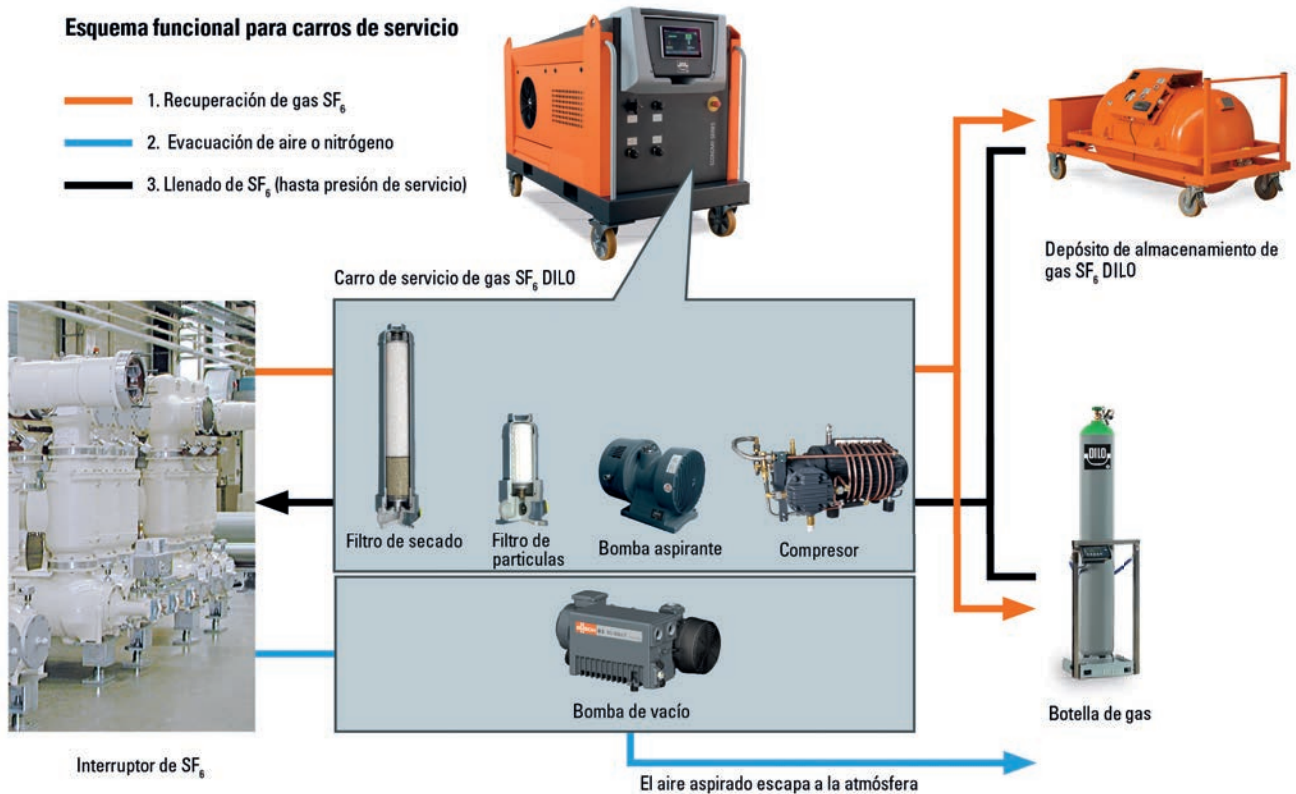 Esquema funcional para carros de servicio
1. Recuperación de gas SF₆
2. Evacuación de aire o nitrógeno
3. Llenado de SF₆ (hasta presión de servicio)
Depósito de almacenamiento de
gas SF₆ DILO
Carro de servicio de gas SF₆ DILO
DILO
Filtro de secado
Filtro de
particulas
Bomba aspirante
Compresor
Bomba de vacío
Botella de gas
Interruptor de SF₆
El aire aspirado escapa a la atmósfera